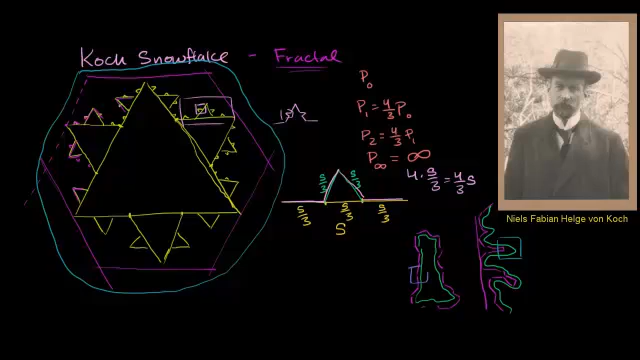 Koch Snowflake - Fractal
P₀
P₁ = 4/3 P₀
P₂ = 4/3 P₁
P∞ = ∞
4 · s/3 = 4/3 s
s/3 s/3
s/3 s/3 s/3
S
Niels Fabian Helge von Koch